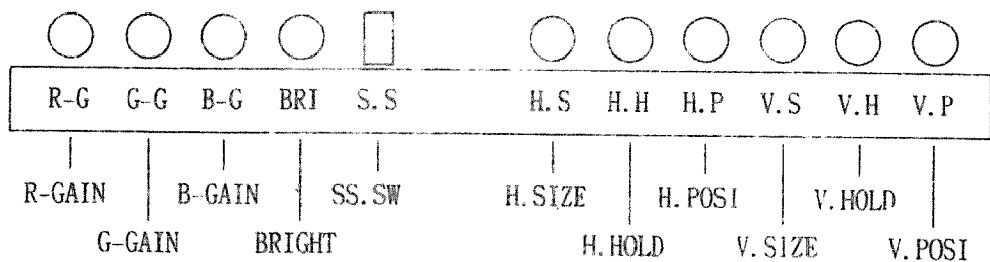 R-G G-G B-G BRI S.S H.S H.H H.P V.S V.H V.P
R-GAIN B-GAIN SS.SW H.SIZE H.POSI V.HOLD
G-GAIN BRIGHT H.HOLD V.SIZE V.POSI